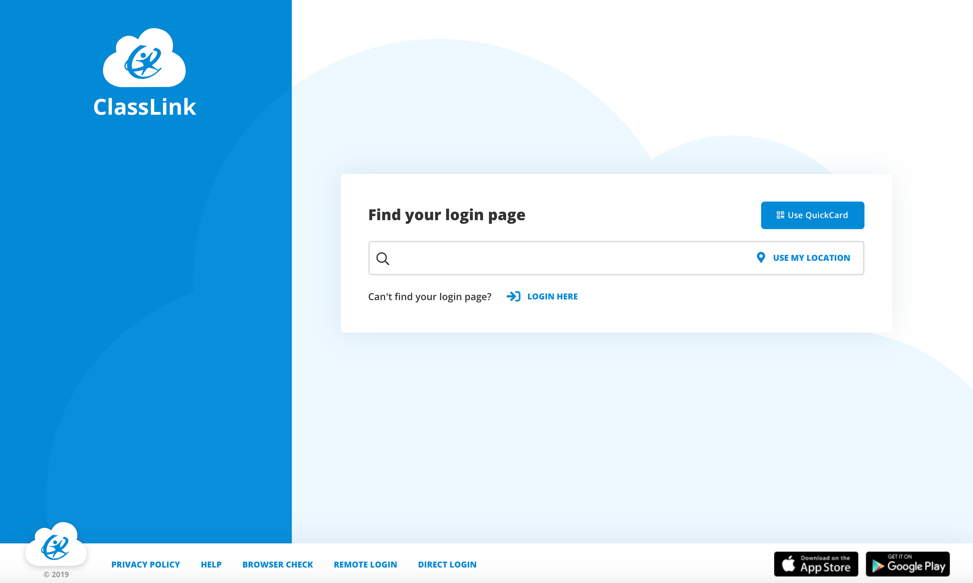 ClassLink
Find your login page
Use QuickCard
USE MY LOCATION
Can't find your login page? LOGIN HERE
© 2019
PRIVACY POLICY HELP BROWSER CHECK REMOTE LOGIN DIRECT LOGIN
Download on the
App Store
GET IT ON
Google Play